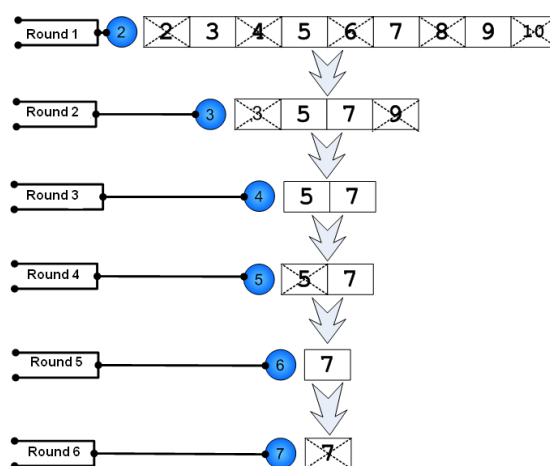 Round 1 2 2 3 4 5 6 7 8 9 10
Round 2 3 3 5 7 9
Round 3 4 5 7
Round 4 5 5 7
Round 5 6 7
Round 6 7 7